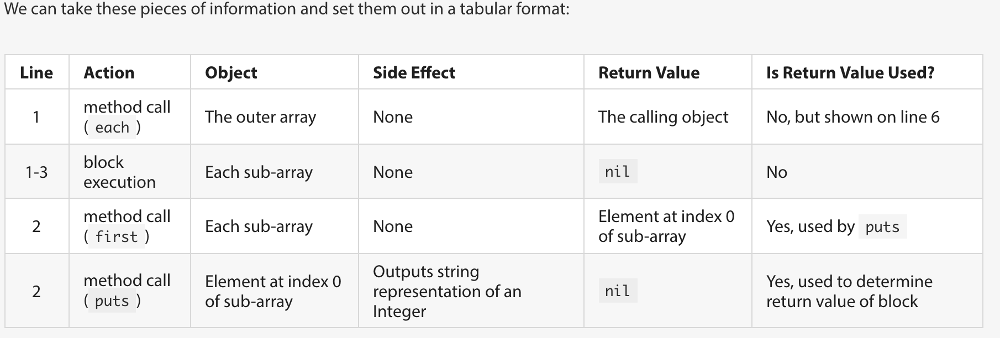 We can take these pieces of information and set them out in a tabular format:
Line Action Object Side Effect Return Value Is Return Value Used?
1 method call ( each ) The outer array None The calling object No, but shown on line 6
1-3 block execution Each sub-array None nil No
2 method call ( first ) Each sub-array None Element at index 0 of sub-array Yes, used by puts
2 method call ( puts ) Element at index 0 of sub-array Outputs string representation of an Integer nil Yes, used to determine return value of block